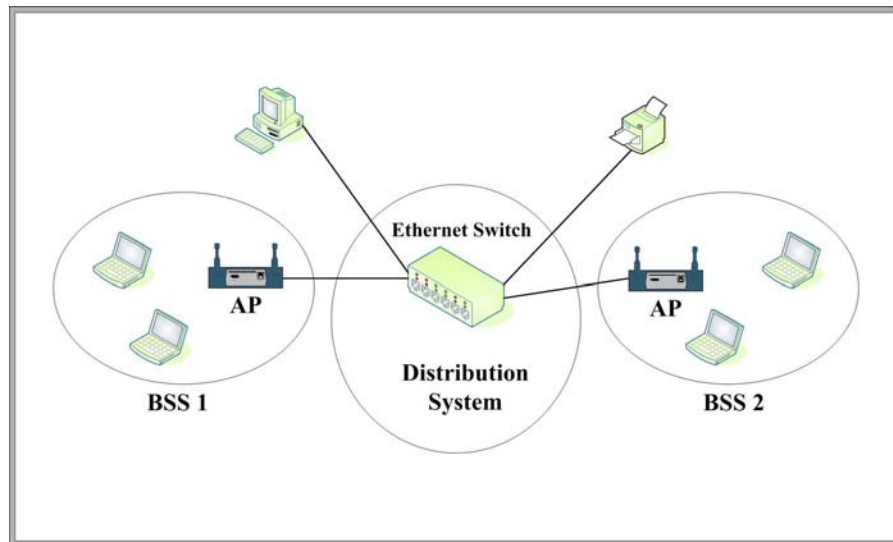 Ethernet Switch
AP
AP
Distribution
System
BSS 1
BSS 2